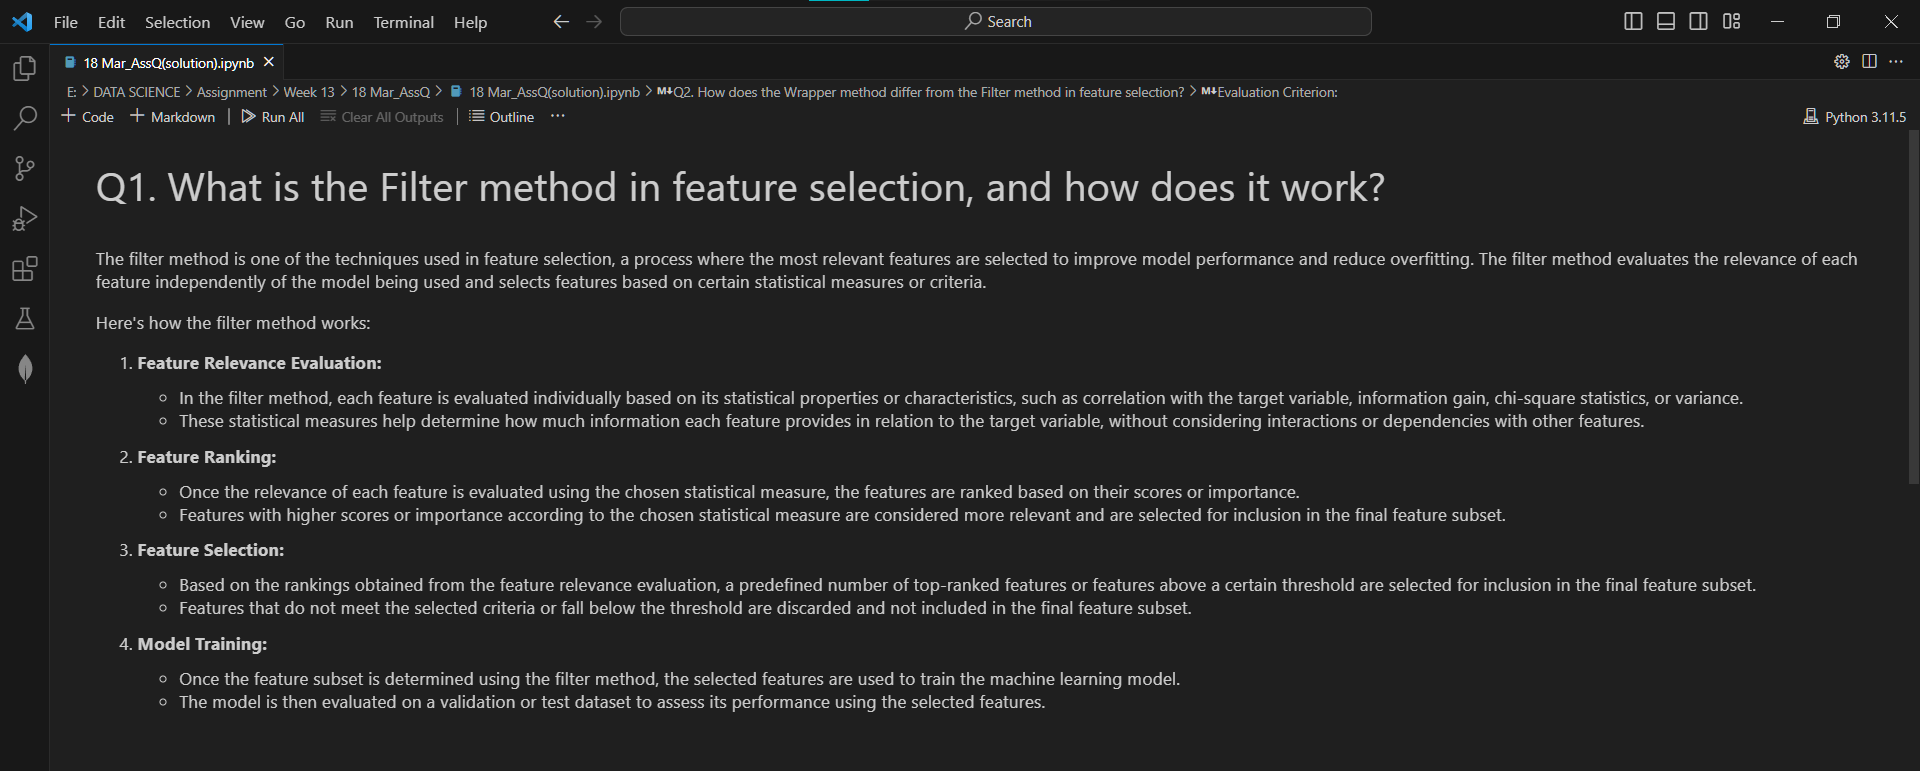 File Edit Selection View Go Run Terminal Help Search
18 Mar_AssQ(solution).ipynb
E: > DATA SCIENCE > Assignment > Week 13 > 18 Mar_AssQ > 18 Mar_AssQ(solution).ipynb > M↓Q2. How does the Wrapper method differ from the Filter method in feature selection? > M↓Evaluation Criterion:
+ Code + Markdown | Run All Clear All Outputs | Outline ··· Python 3.11.5
Q1. What is the Filter method in feature selection, and how does it work?
The filter method is one of the techniques used in feature selection, a process where the most relevant features are selected to improve model performance and reduce overfitting. The filter method evaluates the relevance of each
feature independently of the model being used and selects features based on certain statistical measures or criteria.
Here's how the filter method works:
1. Feature Relevance Evaluation:
◦ In the filter method, each feature is evaluated individually based on its statistical properties or characteristics, such as correlation with the target variable, information gain, chi-square statistics, or variance.
◦ These statistical measures help determine how much information each feature provides in relation to the target variable, without considering interactions or dependencies with other features.
2. Feature Ranking:
◦ Once the relevance of each feature is evaluated using the chosen statistical measure, the features are ranked based on their scores or importance.
◦ Features with higher scores or importance according to the chosen statistical measure are considered more relevant and are selected for inclusion in the final feature subset.
3. Feature Selection:
◦ Based on the rankings obtained from the feature relevance evaluation, a predefined number of top-ranked features or features above a certain threshold are selected for inclusion in the final feature subset.
◦ Features that do not meet the selected criteria or fall below the threshold are discarded and not included in the final feature subset.
4. Model Training:
◦ Once the feature subset is determined using the filter method, the selected features are used to train the machine learning model.
◦ The model is then evaluated on a validation or test dataset to assess its performance using the selected features.